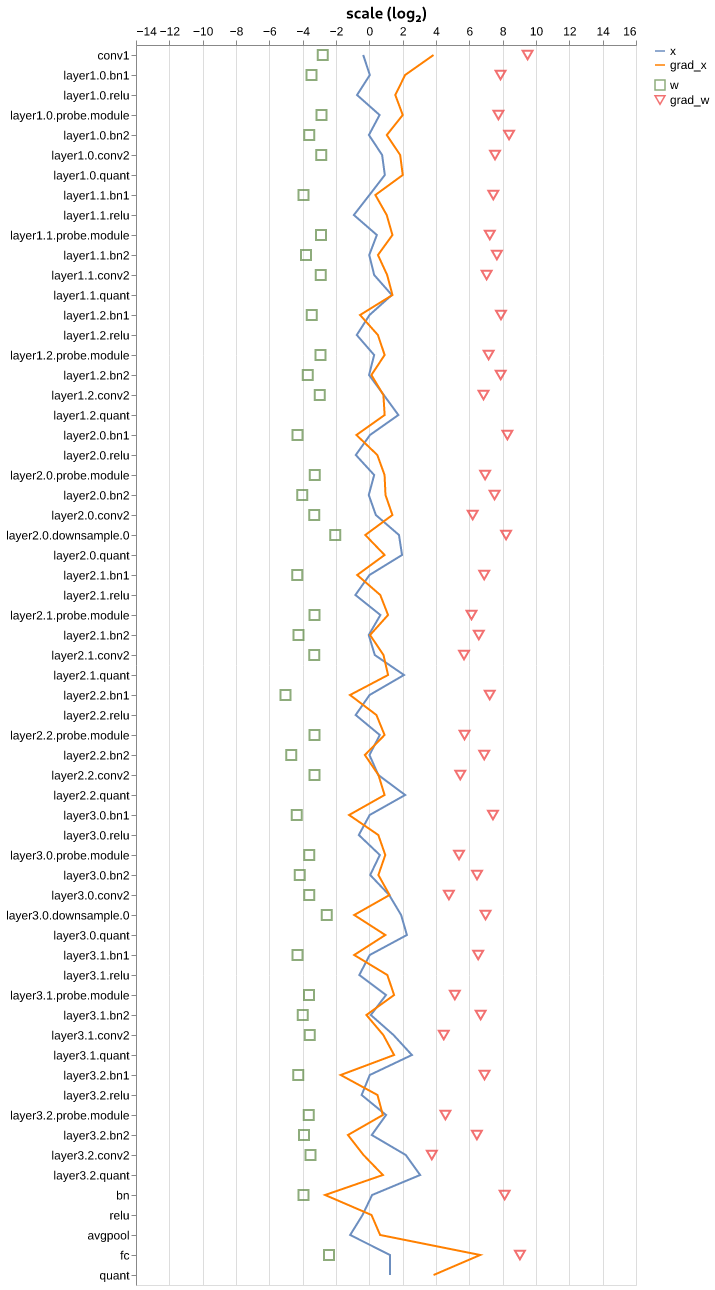 scale (log₂)
−14 −12 −10 −8 −6 −4 −2 0 2 4 6 8 10 12 14 16
x
grad_x
w
grad_w
conv1
layer1.0.bn1
layer1.0.relu
layer1.0.probe.module
layer1.0.bn2
layer1.0.conv2
layer1.0.quant
layer1.1.bn1
layer1.1.relu
layer1.1.probe.module
layer1.1.bn2
layer1.1.conv2
layer1.1.quant
layer1.2.bn1
layer1.2.relu
layer1.2.probe.module
layer1.2.bn2
layer1.2.conv2
layer1.2.quant
layer2.0.bn1
layer2.0.relu
layer2.0.probe.module
layer2.0.bn2
layer2.0.conv2
layer2.0.downsample.0
layer2.0.quant
layer2.1.bn1
layer2.1.relu
layer2.1.probe.module
layer2.1.bn2
layer2.1.conv2
layer2.1.quant
layer2.2.bn1
layer2.2.relu
layer2.2.probe.module
layer2.2.bn2
layer2.2.conv2
layer2.2.quant
layer3.0.bn1
layer3.0.relu
layer3.0.probe.module
layer3.0.bn2
layer3.0.conv2
layer3.0.downsample.0
layer3.0.quant
layer3.1.bn1
layer3.1.relu
layer3.1.probe.module
layer3.1.bn2
layer3.1.conv2
layer3.1.quant
layer3.2.bn1
layer3.2.relu
layer3.2.probe.module
layer3.2.bn2
layer3.2.conv2
layer3.2.quant
bn
relu
avgpool
fc
quant